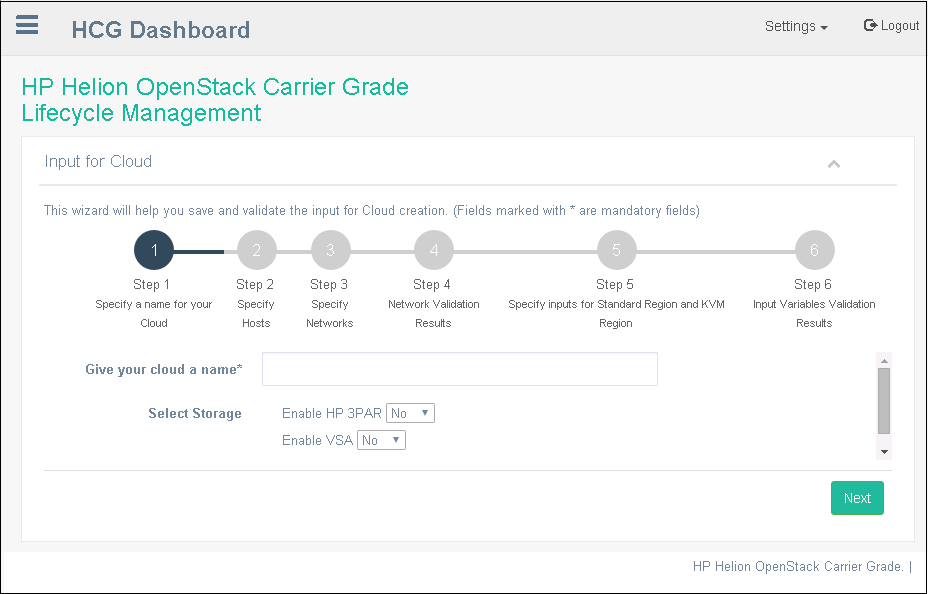 HCG Dashboard
Settings
Logout
HP Helion OpenStack Carrier Grade
Lifecycle Management
Input for Cloud
This wizard will help you save and validate the input for Cloud creation. (Fields marked with * are mandatory fields)
1 2 3 4 5 6
Step 1 Step 2 Step 3 Step 4 Step 5 Step 6
Specify a name for your Specify Specify Network Validation Specify inputs for Standard Region and KVM Input Variables Validation
Cloud Hosts Networks Results Region Results
Give your cloud a name*
Select Storage Enable HP 3PAR No
Enable VSA No
Next
HP Helion OpenStack Carrier Grade. |